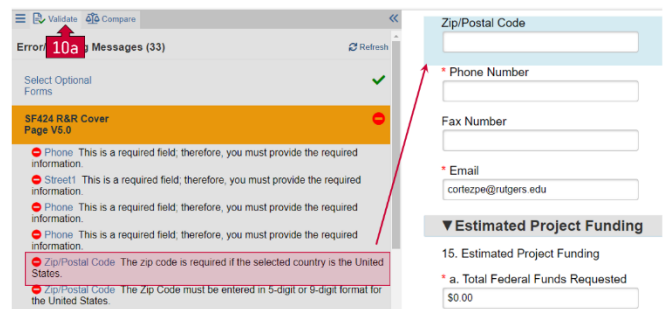 Validate Compare
Error/ g Messages (33) Refresh
10a
Select Optional
Forms
SF424 R&R Cover
Page V5.0
Phone This is a required field; therefore, you must provide the required
information.
Street1 This is a required field; therefore, you must provide the required
information.
Phone This is a required field; therefore, you must provide the required
information.
Phone This is a required field; therefore, you must provide the required
information.
Zip/Postal Code The zip code is required if the selected country is the United
States.
Zip/Postal Code The Zip Code must be entered in 5-digit or 9-digit format for
the United States.
Zip/Postal Code
* Phone Number
Fax Number
* Email
cortezpe@rutgers.edu
▼Estimated Project Funding
15. Estimated Project Funding
* a. Total Federal Funds Requested
$0.00